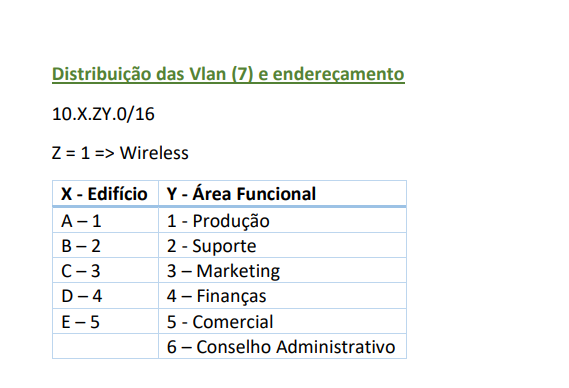 Distribuição das Vlan (7) e endereçamento
10.X.ZY.0/16
Z = 1 => Wireless
X - Edifício Y - Área Funcional
A – 1 1 - Produção
B – 2 2 - Suporte
C – 3 3 – Marketing
D – 4 4 – Finanças
E – 5 5 - Comercial
6 – Conselho Administrativo